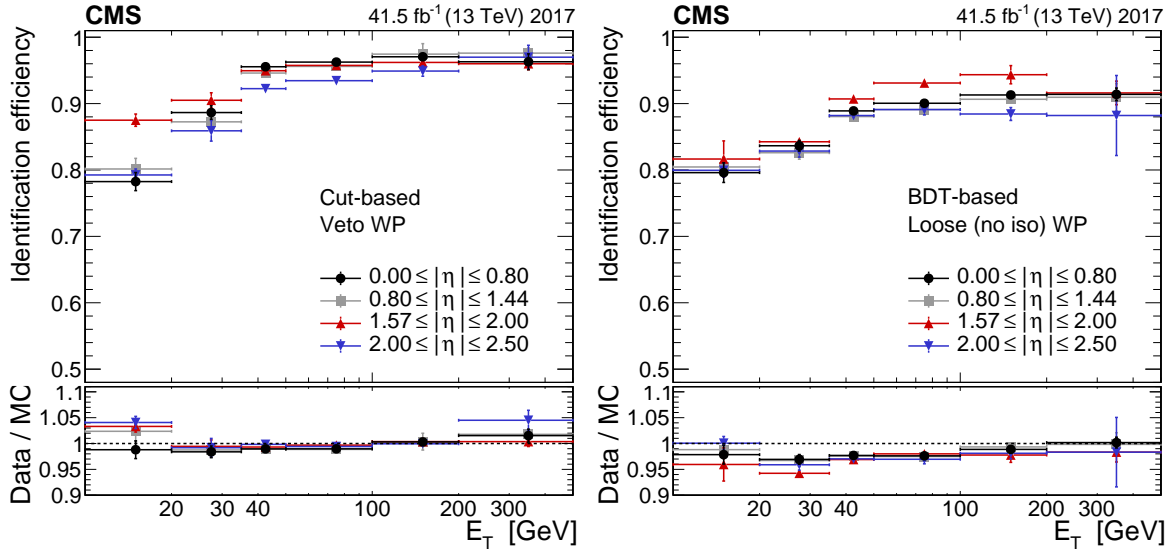 CMS 41.5 fb⁻¹ (13 TeV) 2017
Identification efficiency
1
0.9
0.8
0.7
0.6
0.5
Cut-based
Veto WP
0.00 ≤ |η| ≤ 0.80
0.80 ≤ |η| ≤ 1.44
1.57 ≤ |η| ≤ 2.00
2.00 ≤ |η| ≤ 2.50
Data / MC
1.1
1.05
1
0.95
0.9
20 30 40 100 200 300
E_T [GeV]
CMS 41.5 fb⁻¹ (13 TeV) 2017
Identification efficiency
1
0.9
0.8
0.7
0.6
0.5
BDT-based
Loose (no iso) WP
0.00 ≤ |η| ≤ 0.80
0.80 ≤ |η| ≤ 1.44
1.57 ≤ |η| ≤ 2.00
2.00 ≤ |η| ≤ 2.50
Data / MC
1.1
1.05
1
0.95
0.9
20 30 40 100 200 300
E_T [GeV]